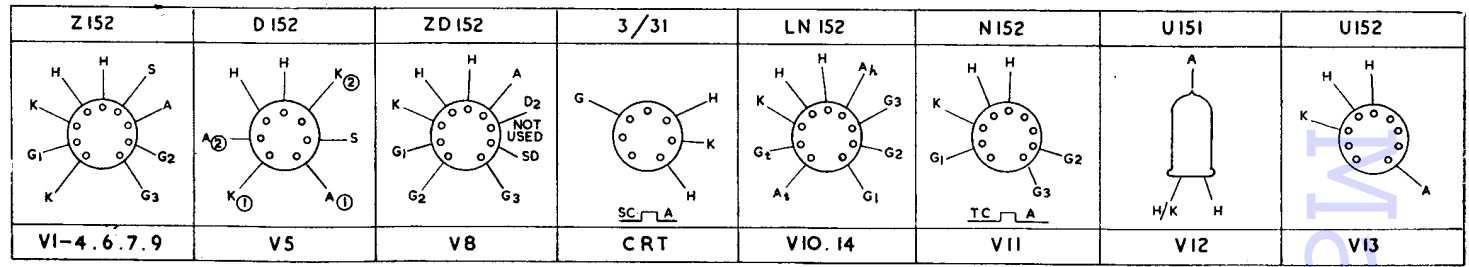 Z152 D152 ZD152 3/31 LN152 N152 U151 U152
H H S K A G1 G2 K G3
H H K② A② S K① A①
H H A K D2 NOT USED G1 SD G2 G3
G H K H SC A
H H Ah K G3 Gt G2 At G1
H H K G1 G2 G3 TC A
A H/K H
H H K A
V1-4.6.7.9 V5 V8 CRT V10.14 V11 V12 V13
Mc